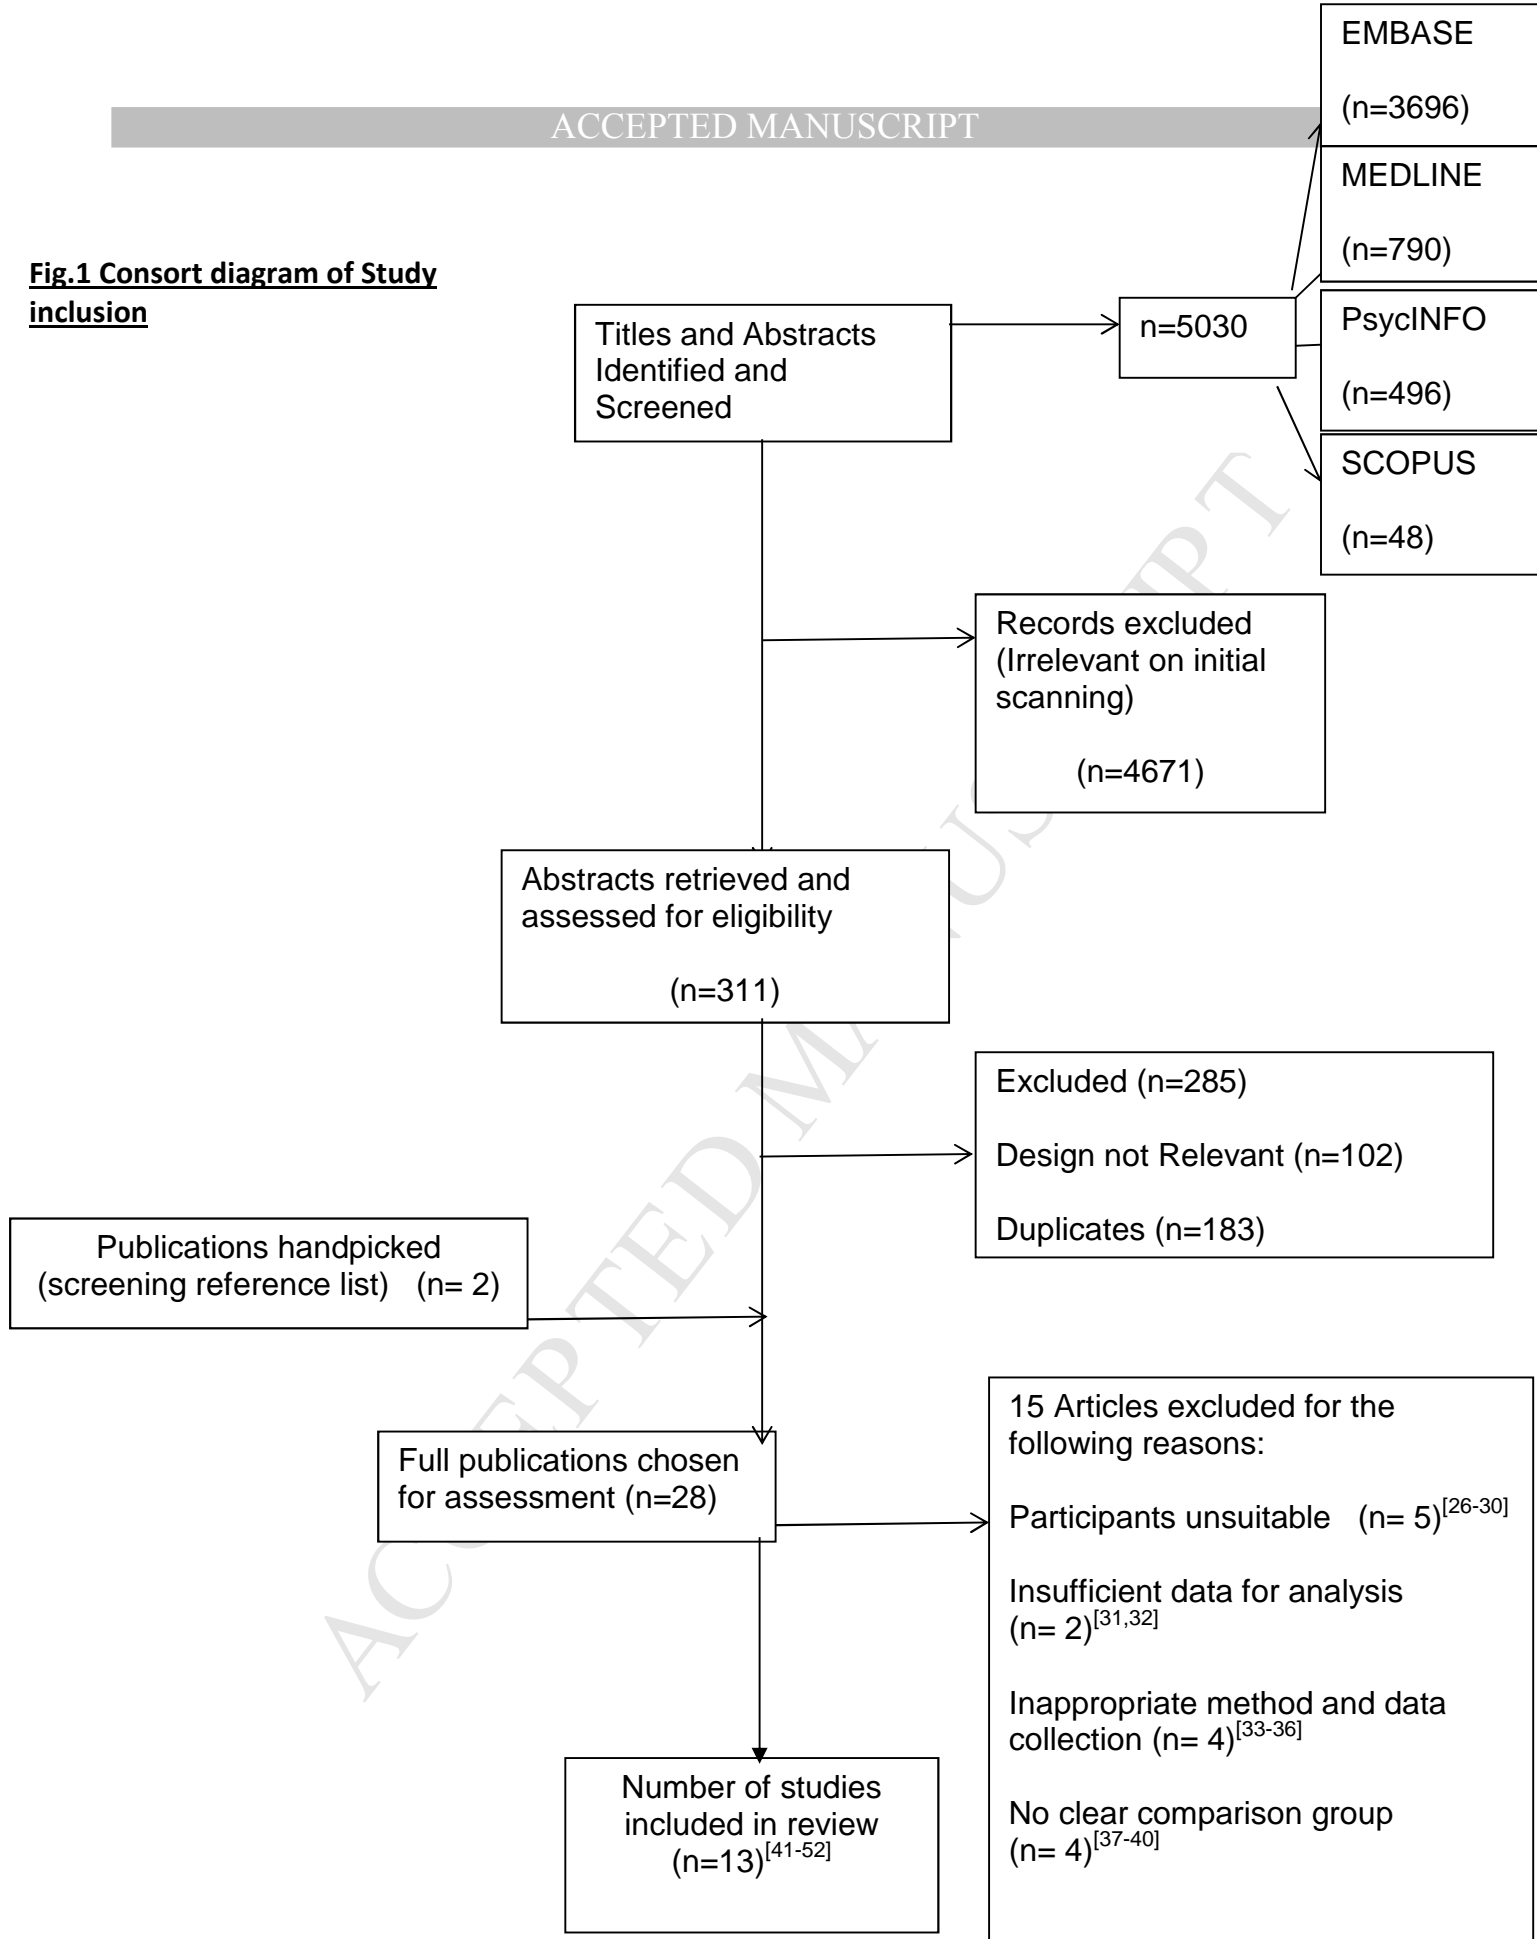 EMBASE
(n=3696)
ACCEPTED MANUSCRIPT
MEDLINE
(n=790)
Fig.1 Consort diagram of Study
inclusion
Titles and Abstracts
Identified and
Screened
n=5030
PsycINFO
(n=496)
SCOPUS
(n=48)
Records excluded
(Irrelevant on initial
scanning)
(n=4671)
Abstracts retrieved and
assessed for eligibility
(n=311)
Excluded (n=285)
Design not Relevant (n=102)
Duplicates (n=183)
Publications handpicked
(screening reference list) (n= 2)
Full publications chosen
for assessment (n=28)
15 Articles excluded for the
following reasons:
Participants unsuitable (n= 5)[26-30]
Insufficient data for analysis
(n= 2)[31,32]
Inappropriate method and data
collection (n= 4)[33-36]
No clear comparison group
(n= 4)[37-40]
Number of studies
included in review
(n=13)[41-52]
ACCEPTED MANUSCRIPT